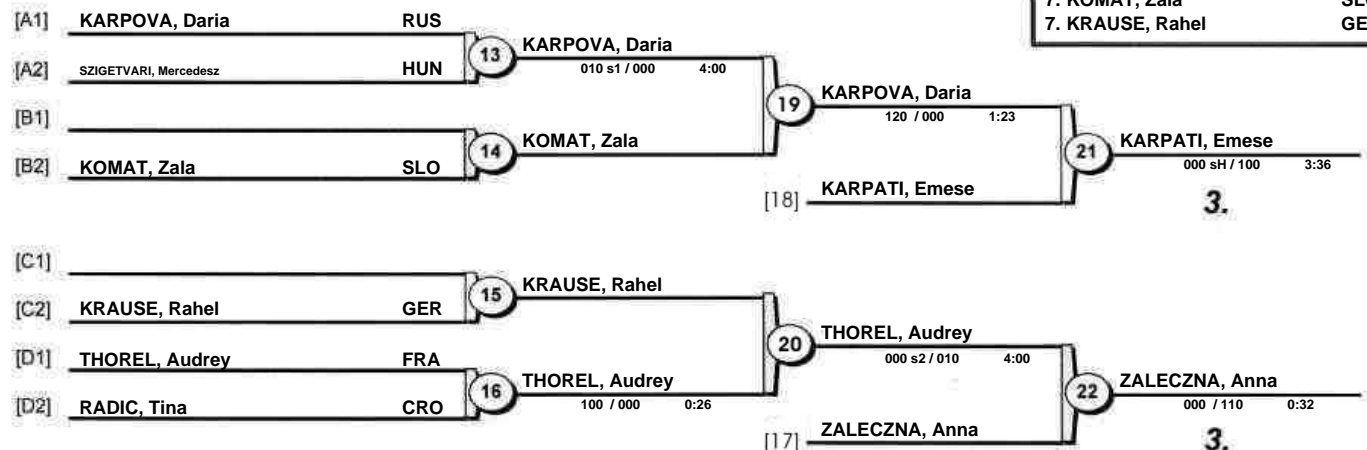 7. KOMAT, Zala
7. KRAUSE, Rahel GE
[A1] KARPOVA, Daria RUS
[A2] SZIGETVARI, Mercedesz HUN
13 KARPOVA, Daria
010 s1 / 000 4:00
[B1]
[B2] KOMAT, Zala SLO
14 KOMAT, Zala
19 KARPOVA, Daria
120 / 000 1:23
[18] KARPATI, Emese
21 KARPATI, Emese
000 sH / 100 3:36
3.
[C1]
[C2] KRAUSE, Rahel GER
15 KRAUSE, Rahel
[D1] THOREL, Audrey FRA
[D2] RADIC, Tina CRO
16 THOREL, Audrey
100 / 000 0:26
20 THOREL, Audrey
000 s2 / 010 4:00
[17] ZALECZNA, Anna
22 ZALECZNA, Anna
000 / 110 0:32
3.